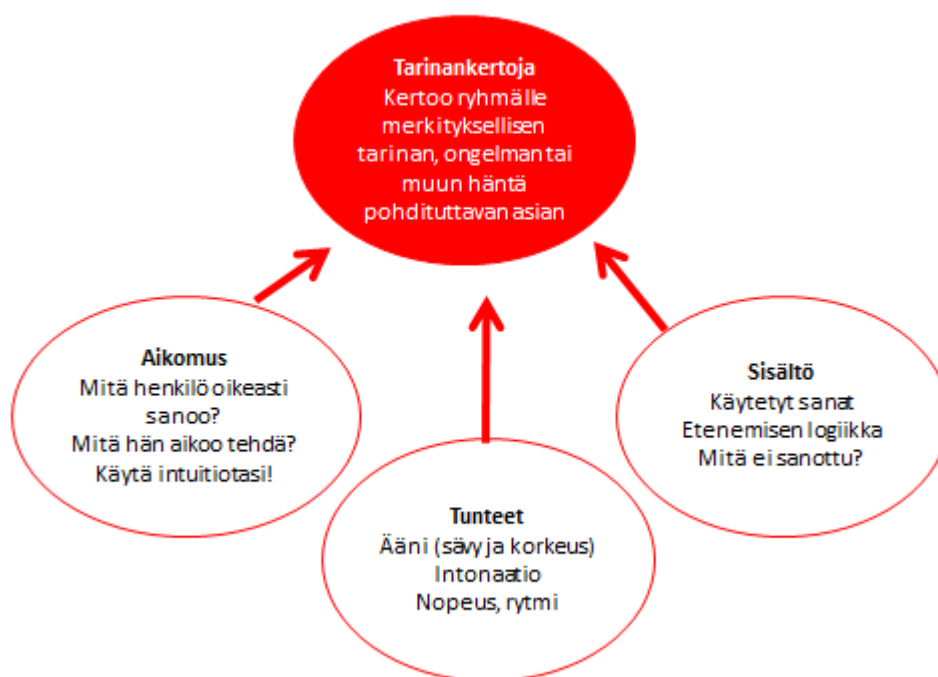 Tarinankertoja
Kertoo ryhmälle
merkityksellisen
tarinan, ongelman tai
muun häntä
pohdituttavan asian
Aikomus
Mitä henkilö oikeasti
sanoo?
Mitä hän aikoo tehdä?
Käytä intuitiotasi!
Tunteet
Ääni (sävy ja korkeus)
Intonaatio
Nopeus, rytmi
Sisältö
Käytetyt sanat
Etenemisen logiikka
Mitä ei sanottu?